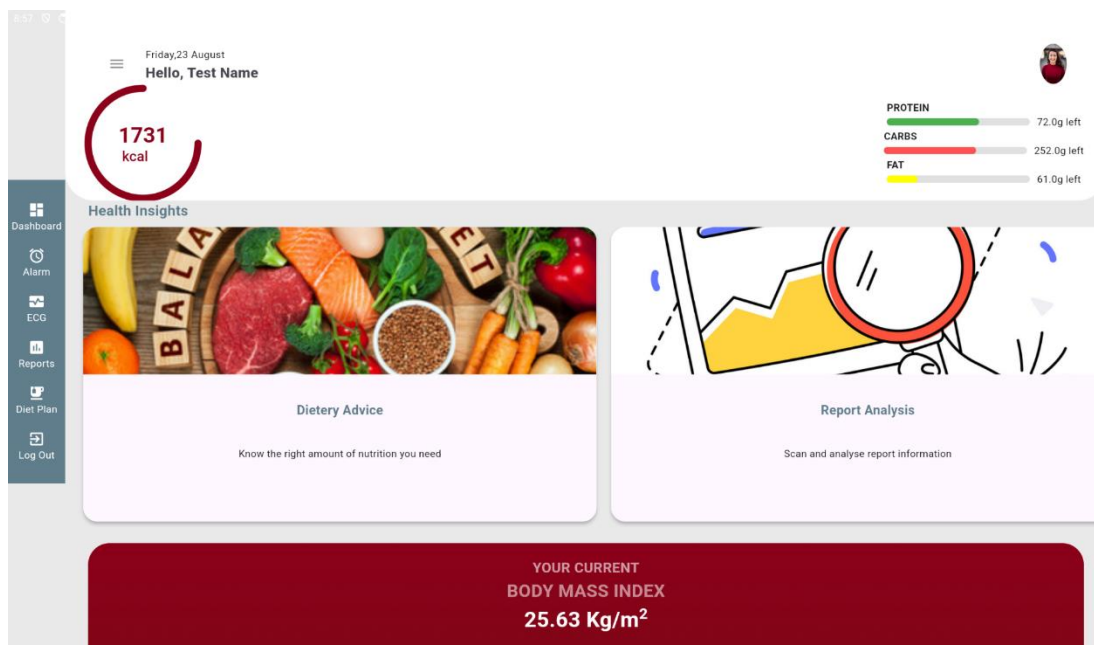 8:57
Friday,23 August
Hello, Test Name
1731
kcal
PROTEIN
72.0g left
CARBS
252.0g left
FAT
61.0g left
Dashboard
Alarm
ECG
Reports
Diet Plan
Log Out
Health Insights
BALA
ET
Dietery Advice
Know the right amount of nutrition you need
Report Analysis
Scan and analyse report information
YOUR CURRENT
BODY MASS INDEX
25.63 Kg/m²